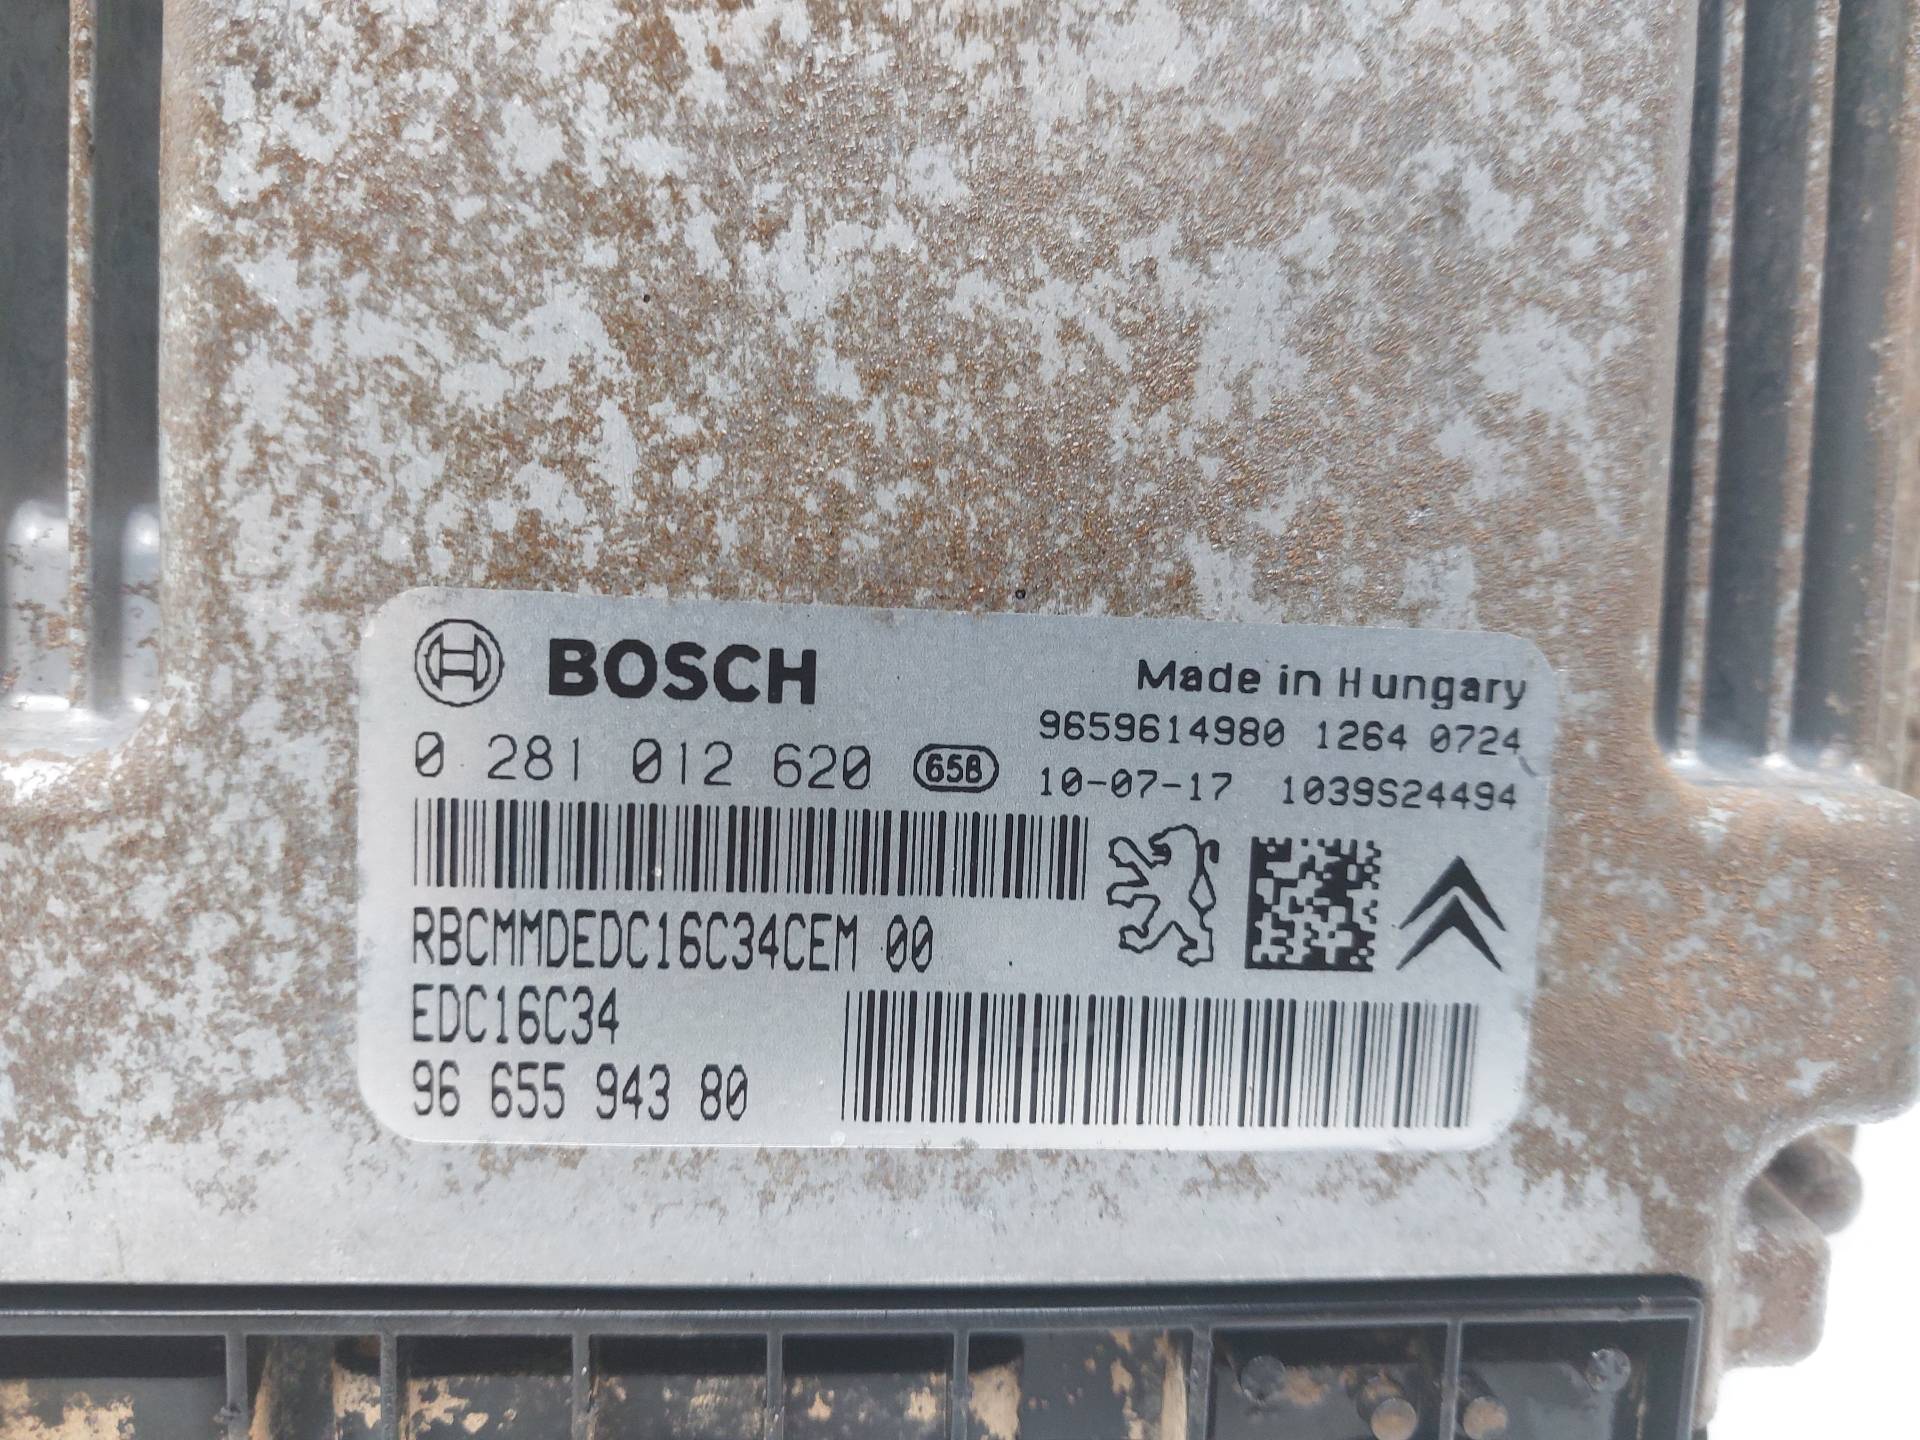 BOSCH
Made in Hungary
9659614980 1264 0724
0 281 012 620 658
10-07-17 1039S24494
RBCMMDEDC16C34CEM 00
EDC16C34
96 655 943 80